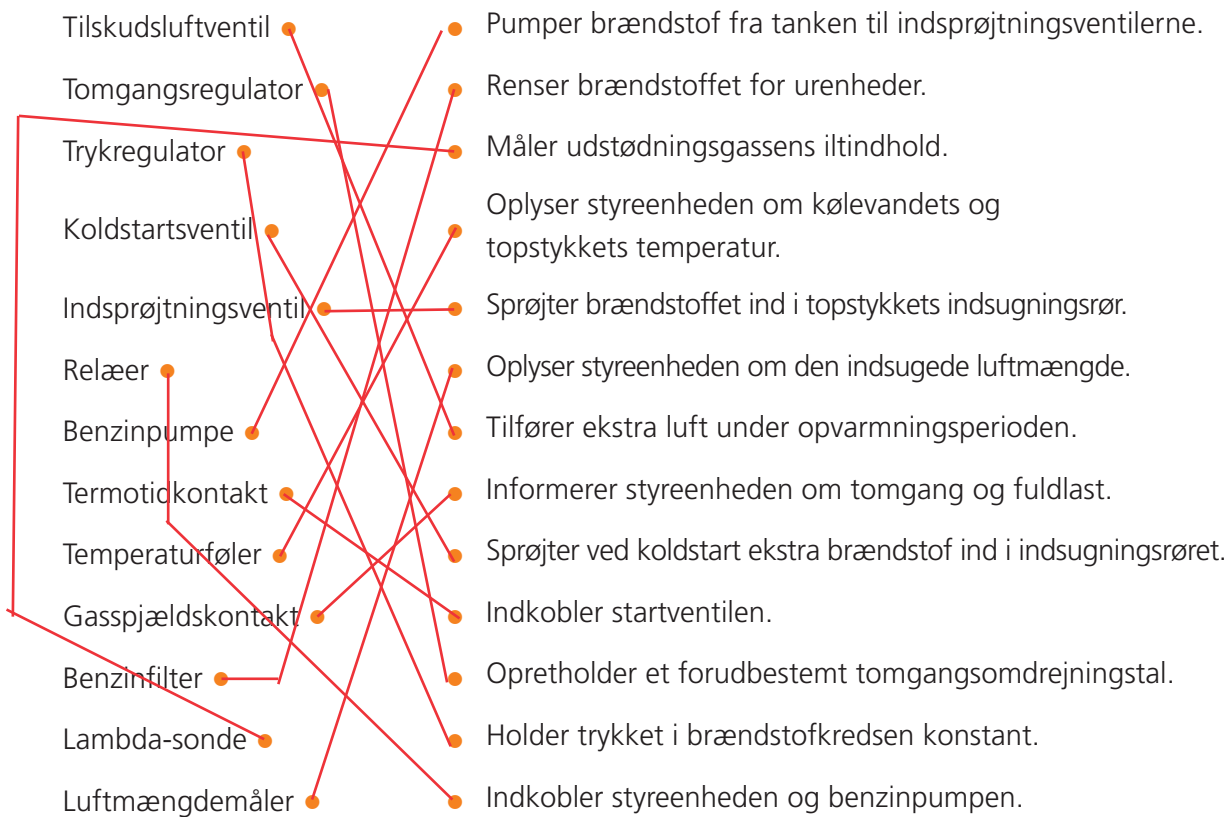 Tilskudsluftventil
Tomgangsregulator
Trykregulator
Koldstartsventil
Indsprøjtningsventil
Relæer
Benzinpumpe
Termotidkontakt
Temperaturføler
Gasspjældskontakt
Benzinfilter
Lambda-sonde
Luftmængdemåler
Pumper brændstof fra tanken til indsprøjtningsventilerne.
Renser brændstoffet for urenheder.
Måler udstødningsgassens iltindhold.
Oplyser styreenheden om kølevandets og
topstykkets temperatur.
Sprøjter brændstoffet ind i topstykkets indsugningsrør.
Oplyser styreenheden om den indsugede luftmængde.
Tilfører ekstra luft under opvarmningsperioden.
Informerer styreenheden om tomgang og fuldlast.
Sprøjter ved koldstart ekstra brændstof ind i indsugningsrøret.
Indkobler startventilen.
Opretholder et forudbestemt tomgangsomdrejningstal.
Holder trykket i brændstofkredsen konstant.
Indkobler styreenheden og benzinpumpen.